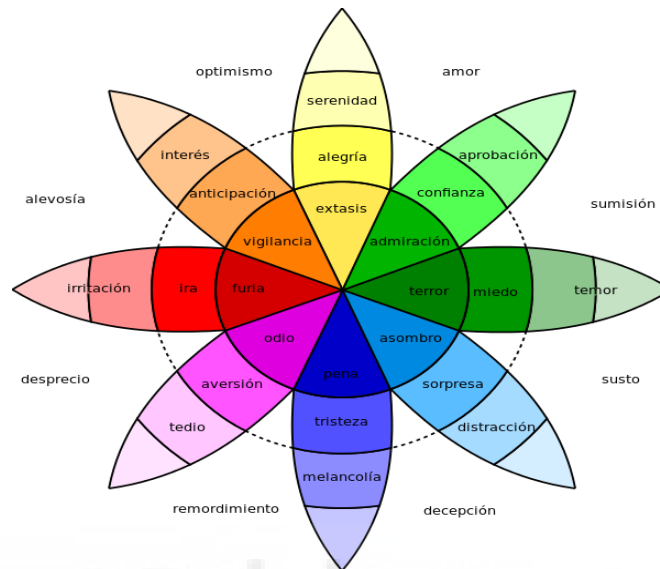 optimismo
amor
serenidad
interés
alegría
aprobación
anticipación
confianza
alevosía
extasis
sumisión
vigilancia
admiración
irritación
ira
furia
terror
miedo
temor
odio
asombro
desprecio
aversión
pena
sorpresa
susto
tedio
tristeza
distracción
melancolía
remordimiento
decepción